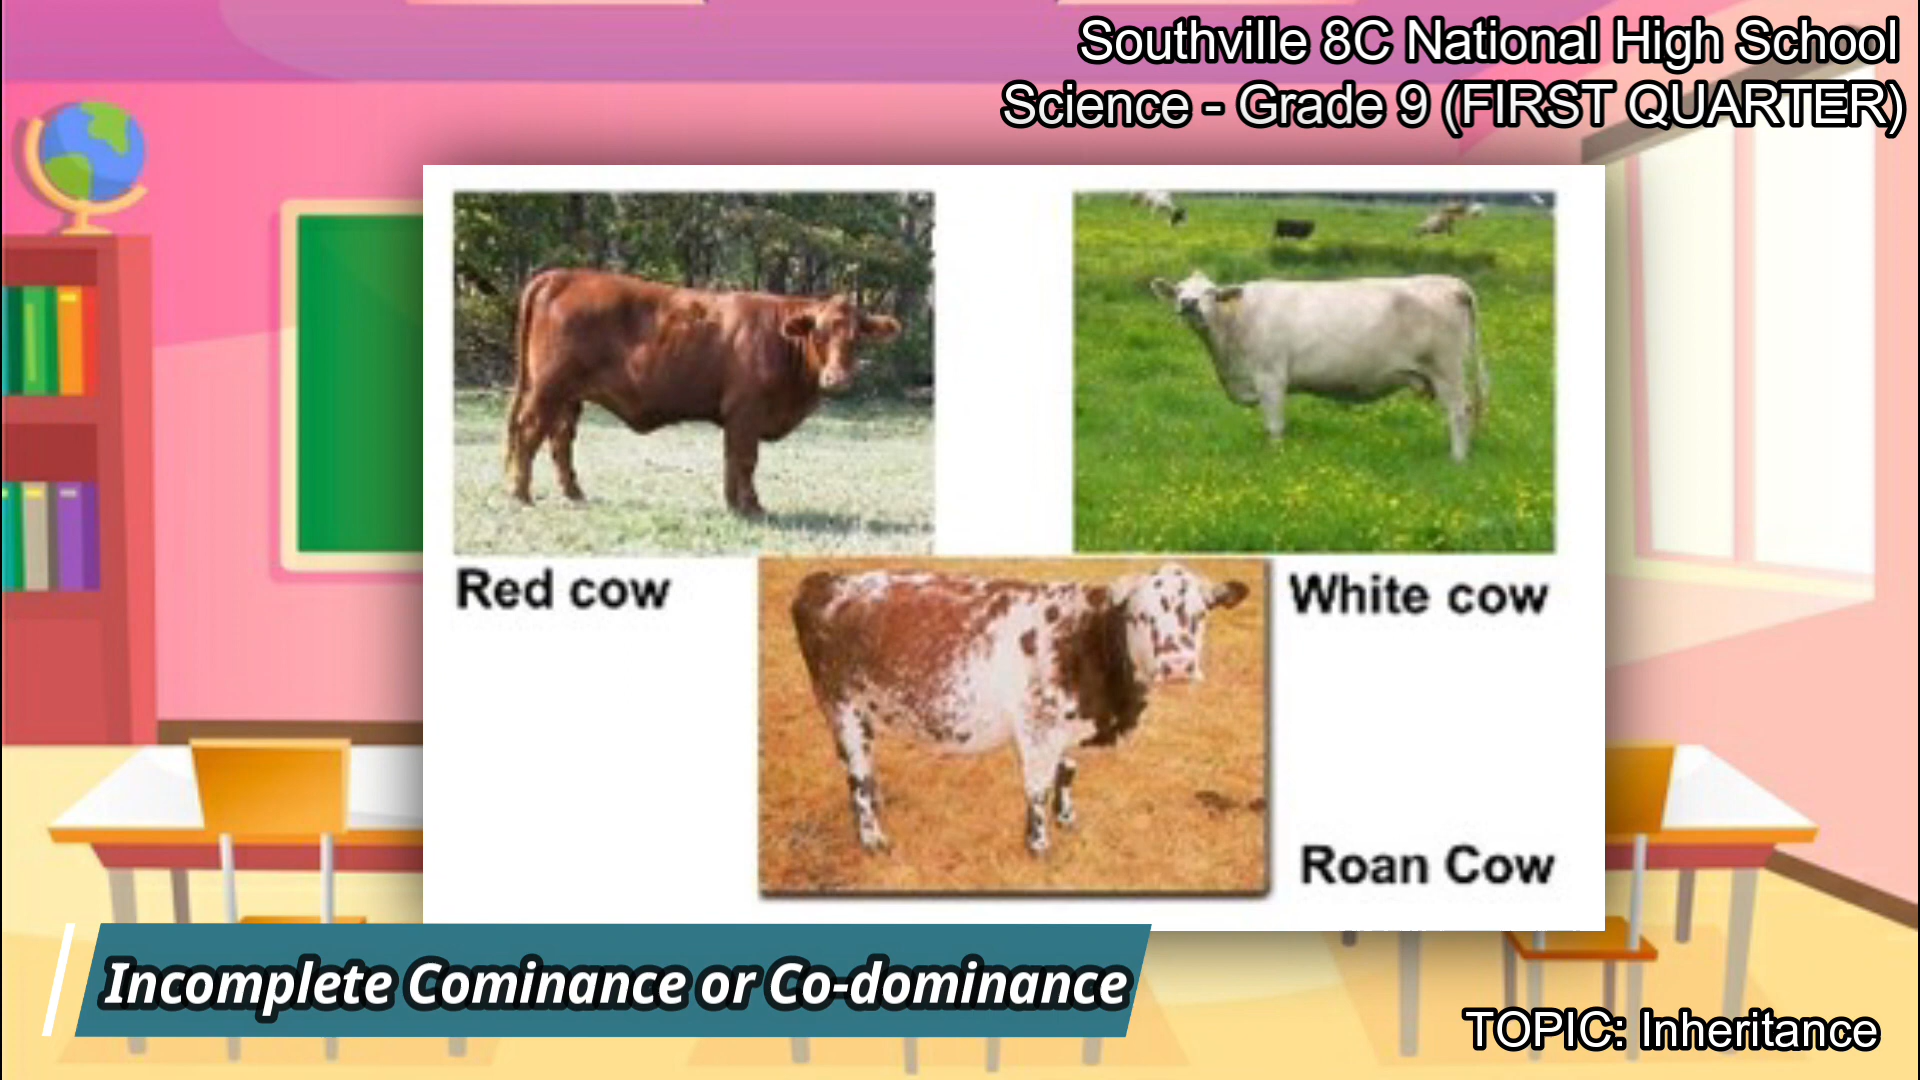 Southville 8C National High School
Science - Grade 9 (FIRST QUARTER)
Red cow
White cow
Roan Cow
Incomplete Cominance or Co-dominance
TOPIC: Inheritance